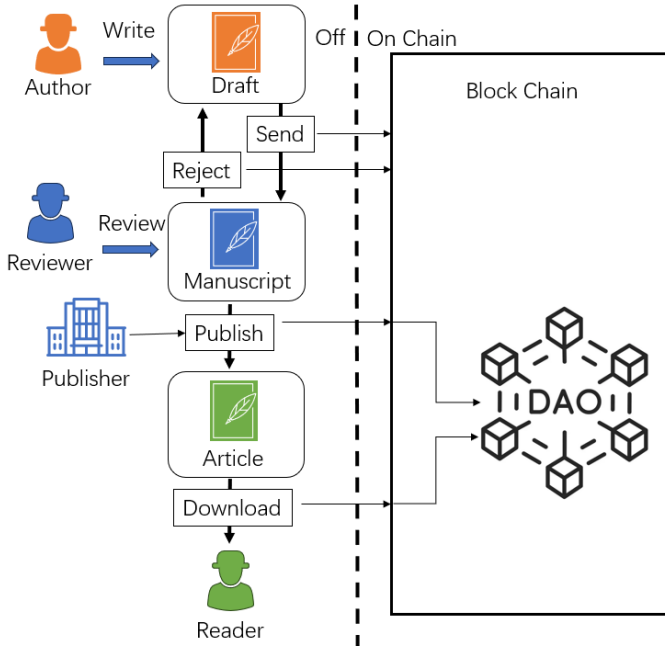 Write
Off
On Chain
Author
Draft
Block Chain
Send
Reject
Review
Reviewer
Manuscript
Publish
Publisher
DAO
Article
Download
Reader